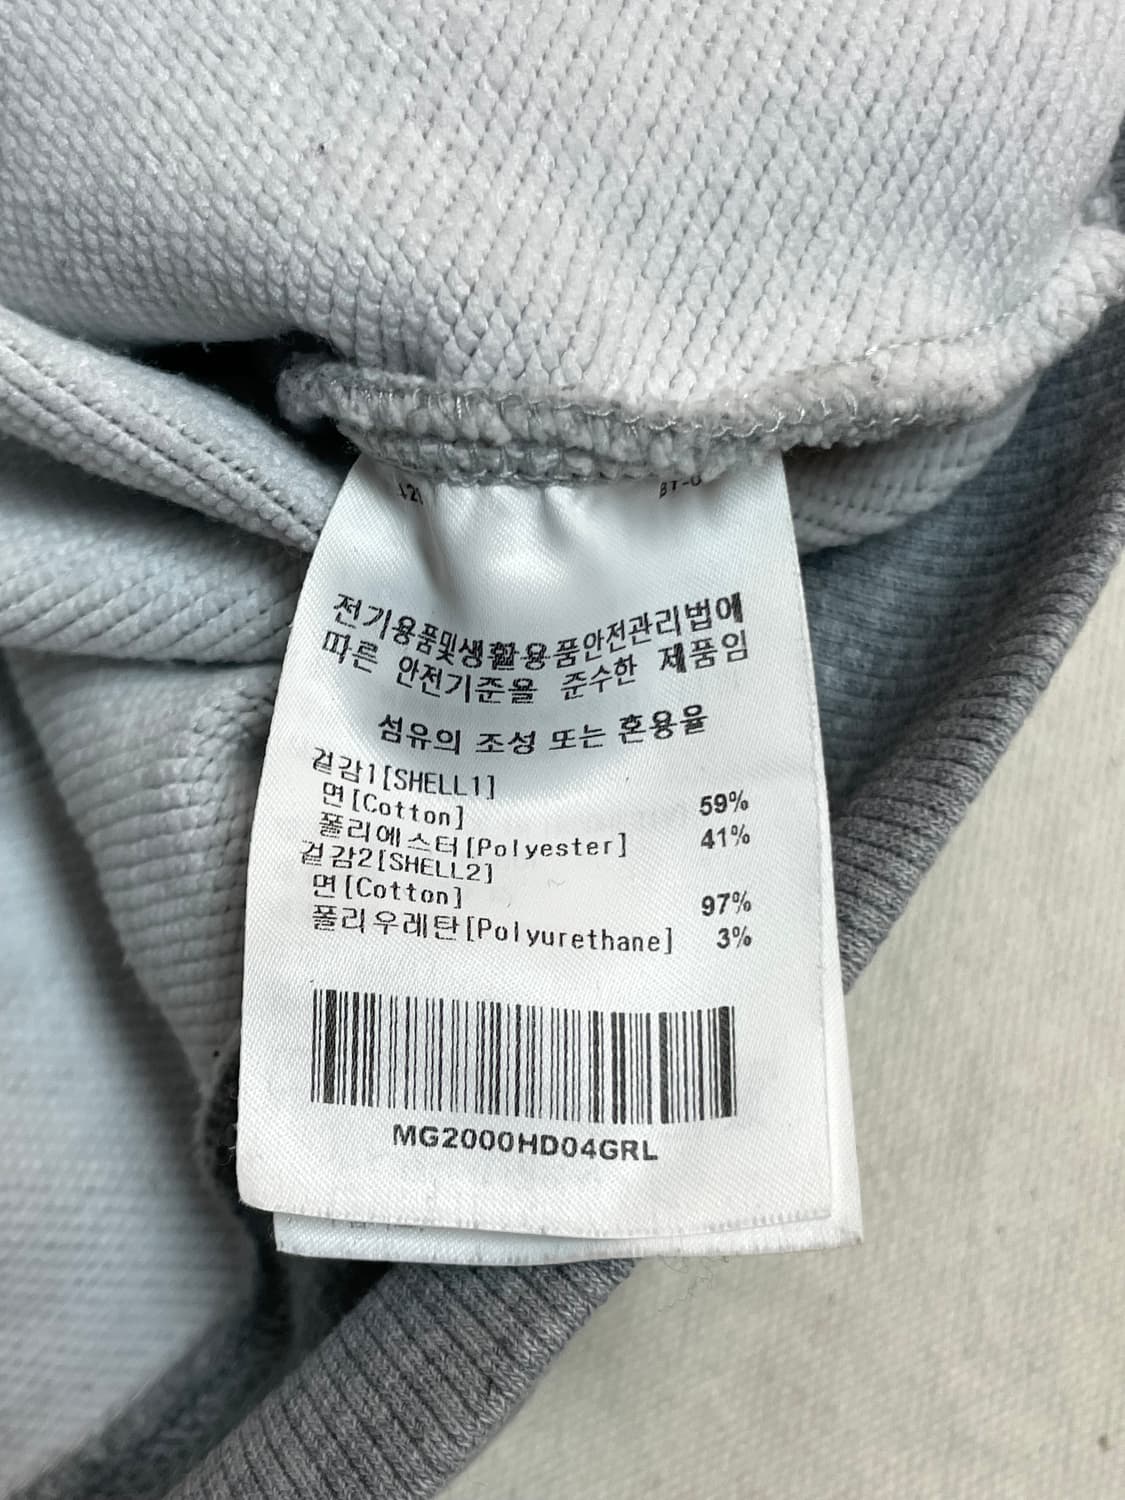 전기용품및생활용품안전관리법에
따른 안전기준을 준수한 제품임
섬유의 조성 또는 혼용율
겉감1[SHELL1]
면[Cotton] 59%
폴리에스터[Polyester] 41%
겉감2[SHELL2]
면[Cotton] 97%
폴리우레탄[Polyurethane] 3%
MG2000HD04GRL